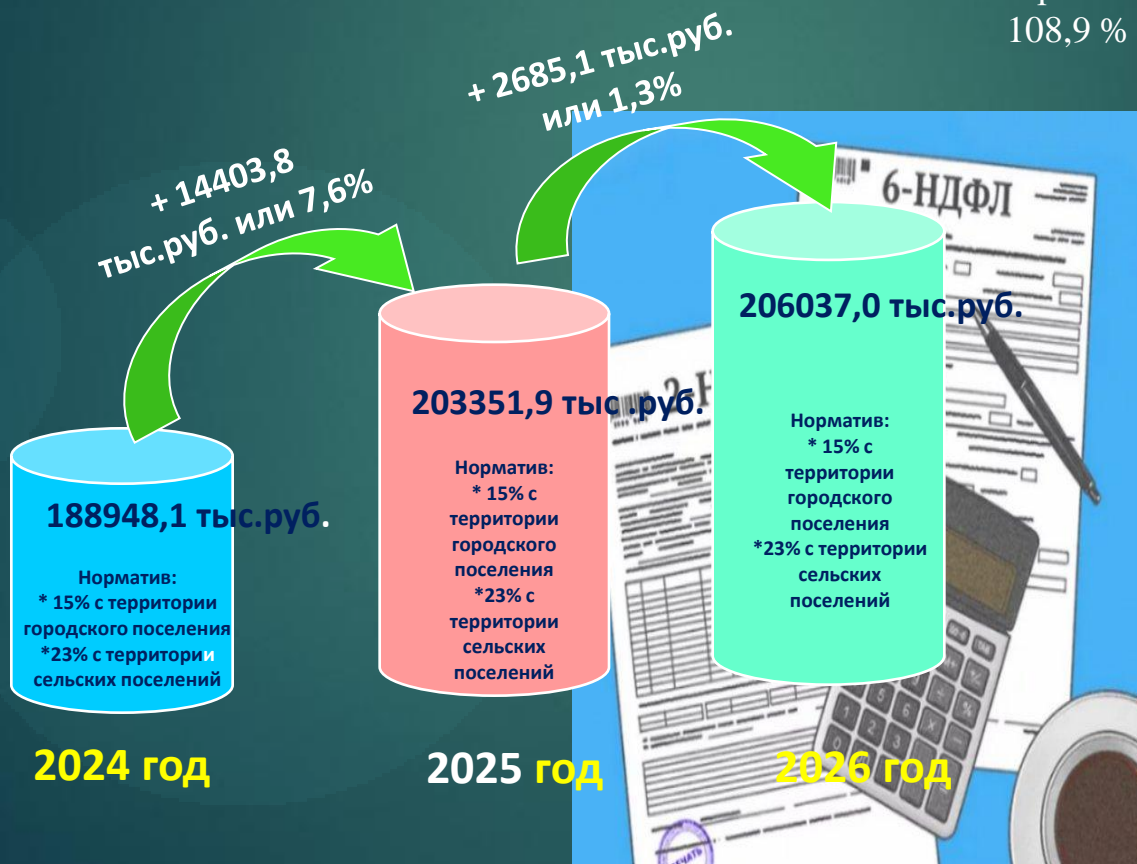 108,9 %
+ 2685,1 тыс.руб.
или 1,3%
+ 14403,8
тыс.руб. или 7,6%
6-НДФЛ
206037,0 тыс.руб.
Норматив:
* 15% с
территории
городского
поселения
*23% с территории
сельских
поселений
2-Н
203351,9 тыс .руб.
Норматив:
* 15% с
территории
городского
поселения
*23% с
территории
сельских
поселений
188948,1 тыс.руб.
Норматив:
* 15% с территории
городского поселения
*23% с территории
сельских поселений
2024 год
2025 год
2026 год